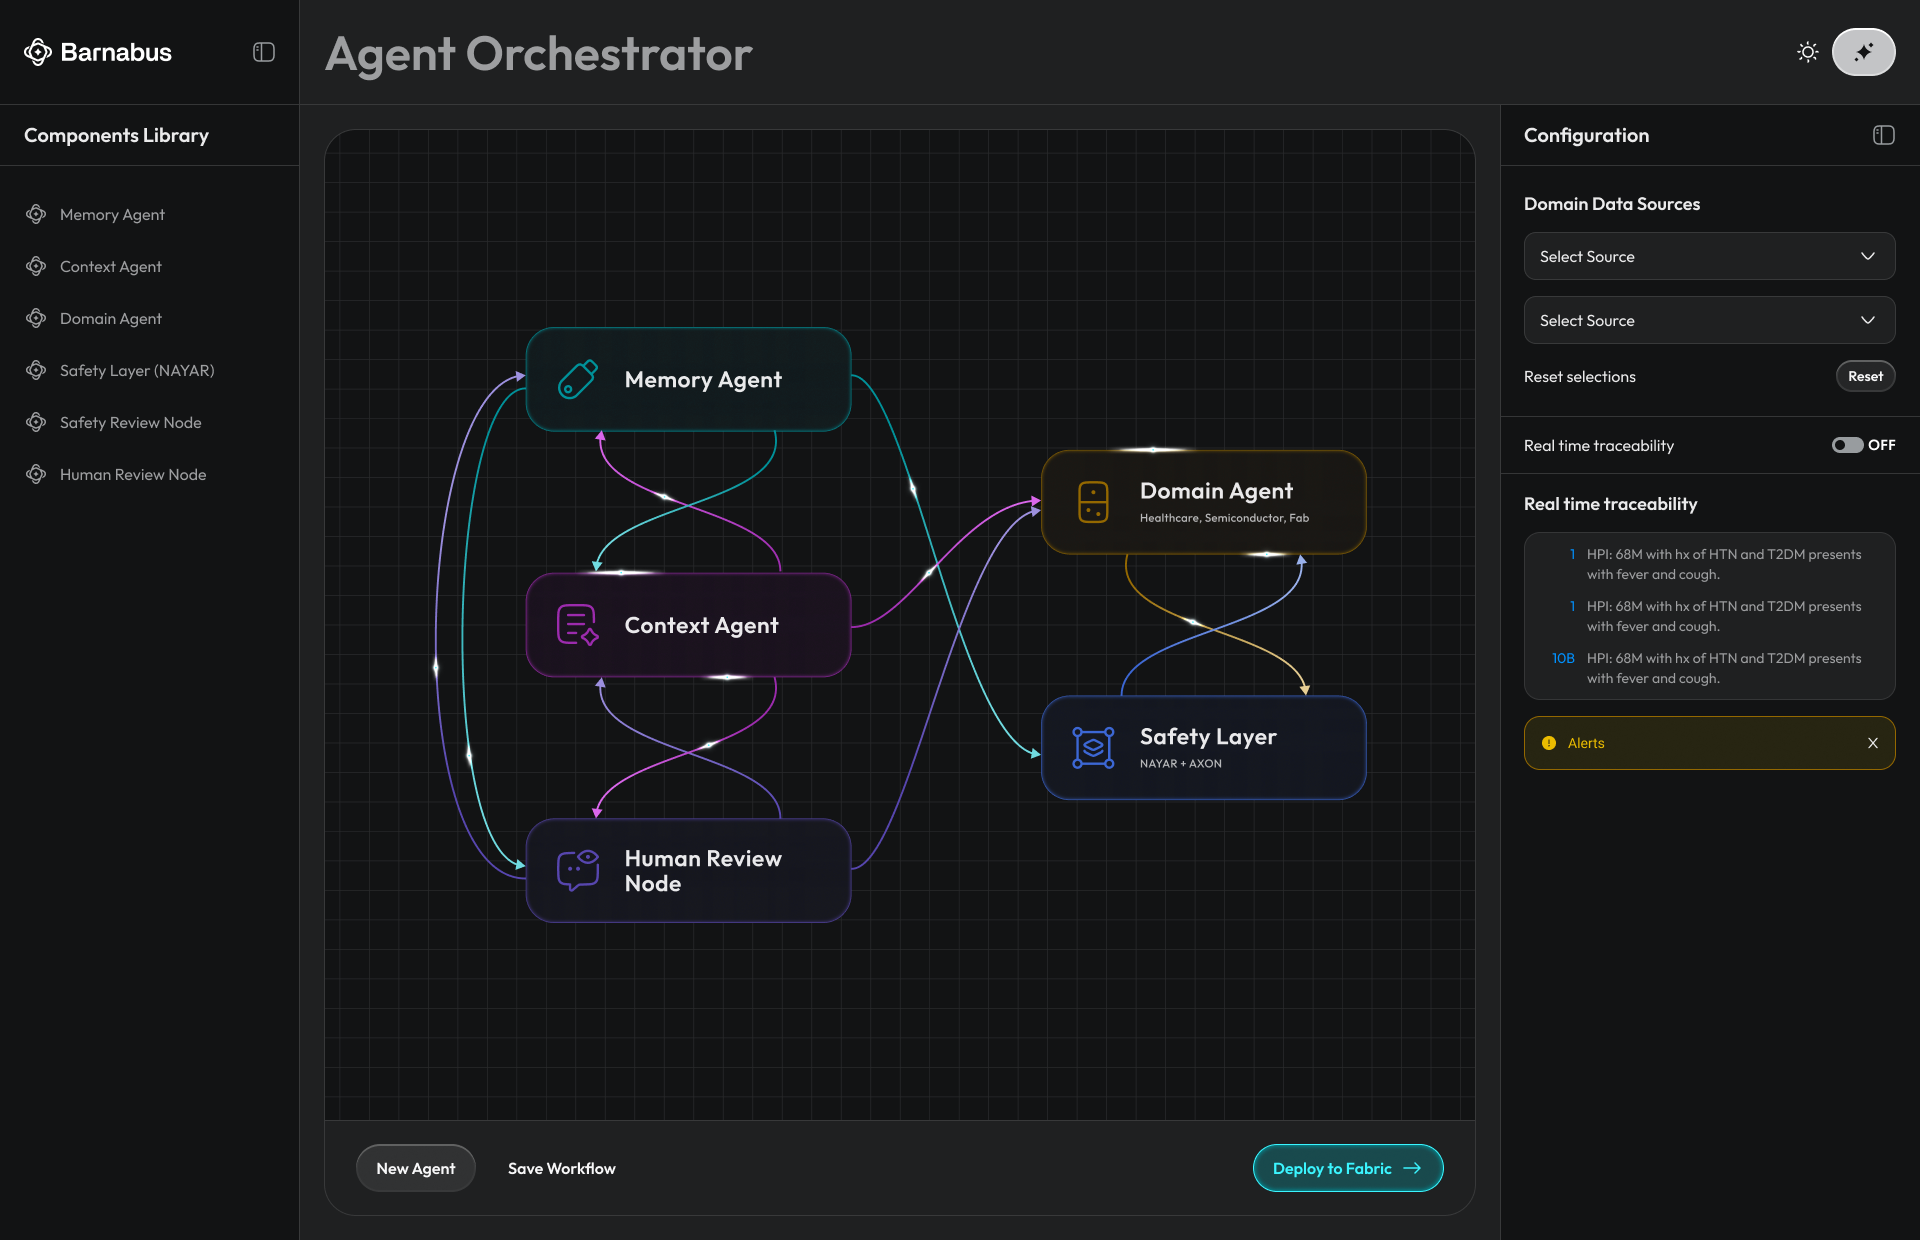 Barnabus
Agent Orchestrator
Components Library
Memory Agent
Context Agent
Domain Agent
Safety Layer (NAYAR)
Safety Review Node
Human Review Node
Memory Agent
Context Agent
Human Review
Node
Domain Agent
Healthcare, Semiconductor, Fab
Safety Layer
NAYAR + AXON
New Agent
Save Workflow
Deploy to Fabric
Configuration
Domain Data Sources
Select Source
Select Source
Reset selections
Reset
Real time traceability
OFF
Real time traceability
1 HPI: 68M with hx of HTN and T2DM presents
with fever and cough.
1 HPI: 68M with hx of HTN and T2DM presents
with fever and cough.
10B HPI: 68M with hx of HTN and T2DM presents
with fever and cough.
Alerts